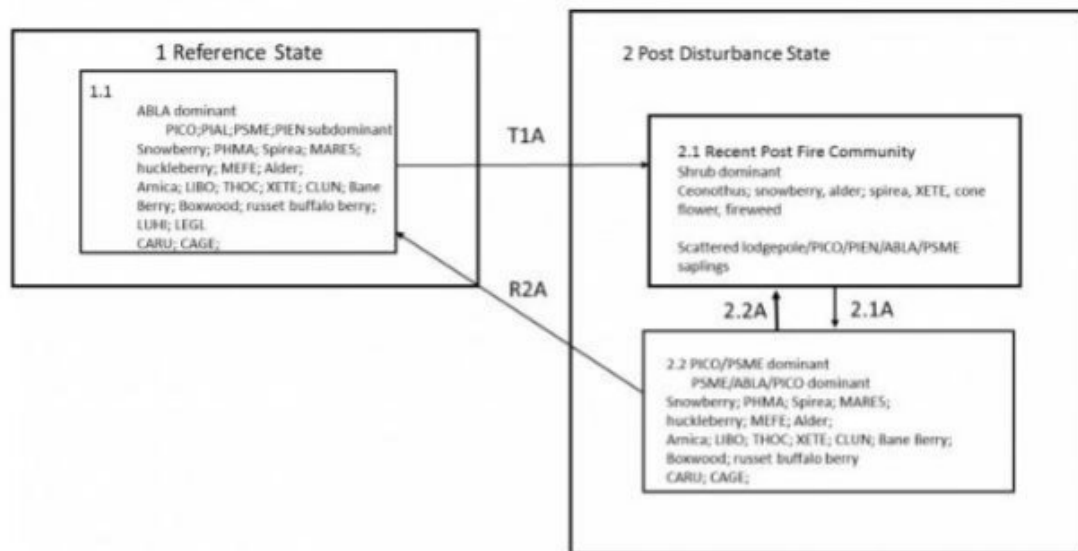 1 Reference State
1.1
ABLA dominant
PICO;PIAL;PSME;PIEN subdominant
Snowberry; PHMA; Spirea; MARE5;
huckleberry; MEFE; Alder;
Arnica; LIBO; THOC; XETE; CLUN; Bane
Berry; Boxwood; russet buffalo berry;
LUHI; LEGL
CARU; CAGE;
T1A
R2A
2 Post Disturbance State
2.1 Recent Post Fire Community
Shrub dominant
Ceonothus; snowberry, alder; spirea, XETE, cone
flower, fireweed
Scattered lodgepole/PICO/PIEN/ABLA/PSME
saplings
2.2A
2.1A
2.2 PICO/PSME dominant
PSME/ABLA/PICO dominant
Snowberry; PHMA; Spirea; MARE5;
huckleberry; MEFE; Alder;
Arnica; LIBO; THOC; XETE; CLUN; Bane Berry;
Boxwood; russet buffalo berry
CARU; CAGE;